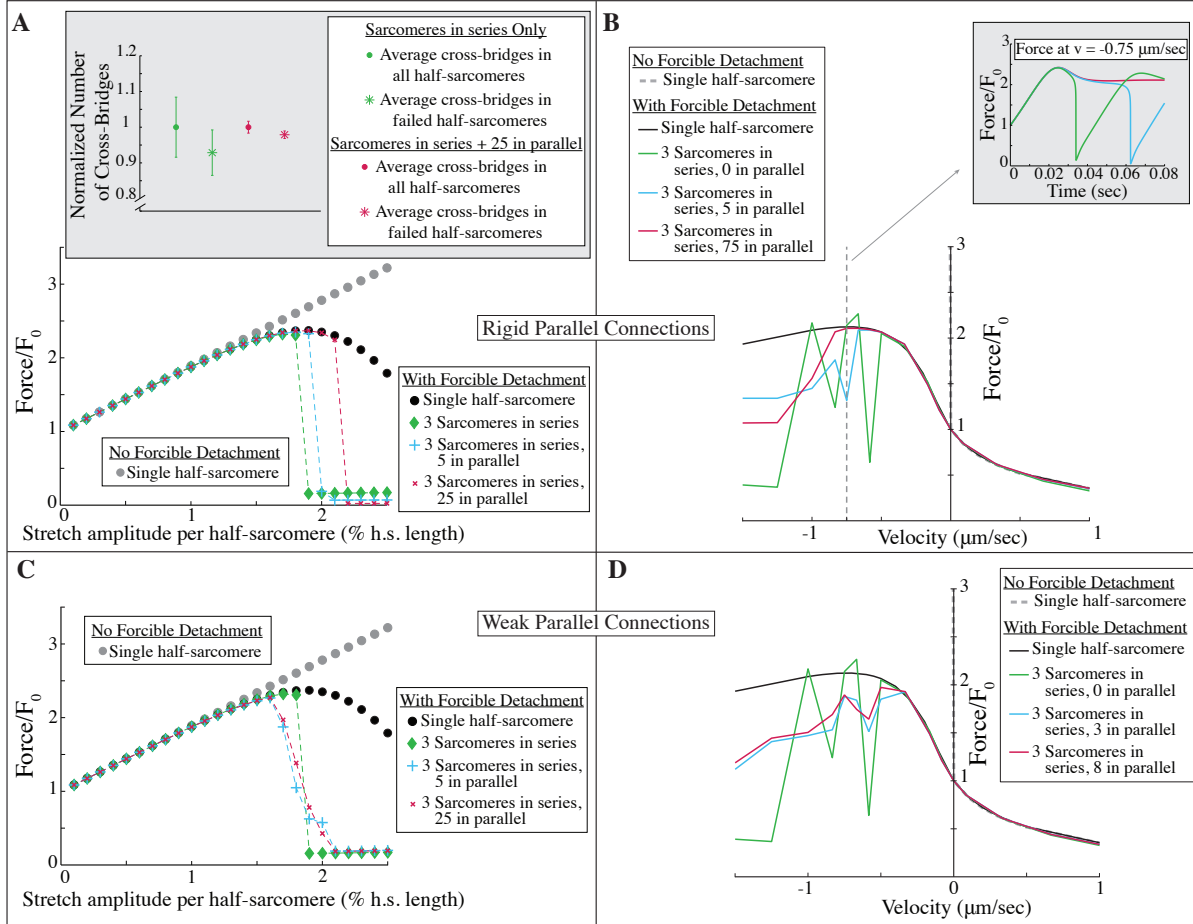 A
1.2
1.1
1
0.9
0.8
Normalized Number
of Cross-Bridges
Sarcomeres in series Only
Average cross-bridges in
all half-sarcomeres
Average cross-bridges in
failed half-sarcomeres
Sarcomeres in series + 25 in parallel
Average cross-bridges in
all half-sarcomeres
Average cross-bridges in
failed half-sarcomeres
3
2
1
0
Force/F0
No Forcible Detachment
Single half-sarcomere
With Forcible Detachment
Single half-sarcomere
3 Sarcomeres in series
3 Sarcomeres in series,
5 in parallel
3 Sarcomeres in series,
25 in parallel
0
1
2
Stretch amplitude per half-sarcomere (% h.s. length)
Rigid Parallel Connections
B
No Forcible Detachment
Single half-sarcomere
With Forcible Detachment
Single half-sarcomere
3 Sarcomeres in
series, 0 in parallel
3 Sarcomeres in
series, 5 in parallel
3 Sarcomeres in
series, 75 in parallel
Force at v = -0.75 μm/sec
3
2
1
0
Force/F0
0
0.02
0.04
0.06
0.08
Time (sec)
3
2
1
Force/F0
-1
0
1
Velocity (μm/sec)
C
3
2
1
0
Force/F0
No Forcible Detachment
Single half-sarcomere
With Forcible Detachment
Single half-sarcomere
3 Sarcomeres in series
3 Sarcomeres in series,
5 in parallel
3 Sarcomeres in series,
25 in parallel
0
1
2
Stretch amplitude per half-sarcomere (% h.s. length)
Weak Parallel Connections
D
3
2
1
Force/F0
No Forcible Detachment
Single half-sarcomere
With Forcible Detachment
Single half-sarcomere
3 Sarcomeres in
series, 0 in parallel
3 Sarcomeres in
series, 3 in parallel
3 Sarcomeres in
series, 8 in parallel
-1
0
1
Velocity (μm/sec)